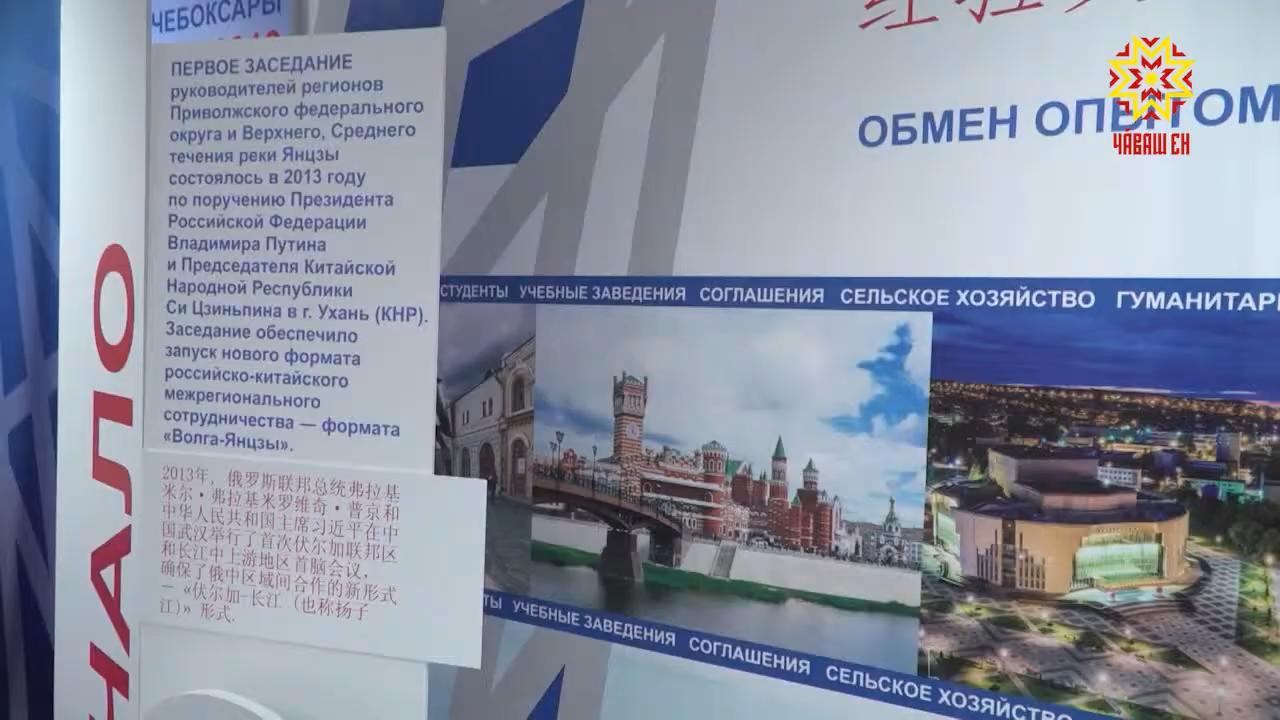 ЧЕБОКСАРЫ
ПЕРВОЕ ЗАСЕДАНИЕ
руководителей регионов
Приволжского федерального
округа и Верхнего, Среднего
течения реки Янцзы
состоялось в 2013 году
по поручению Президента
Российской Федерации
Владимира Путина
и Председателя Китайской
Народной Республики
Си Цзиньпина в г. Ухань (КНР).
Заседание обеспечило
запуск нового формата
российско-китайского
межрегионального
сотрудничества — формата
«Волга-Янцзы».
2013年，俄罗斯联邦总统弗拉基
米尔·弗拉基米罗维奇·普京和
中华人民共和国主席习近平在中
国武汉举行了首次伏尔加联邦区
和长江中上游地区首脑会议，
确保了俄中区域间合作的新形式
—《伏尔加-长江（也称扬子
江）》形式.
НАЛО
ОБМЕН ОПЫТОМ
ЧӐВАШ ЕН
СТУДЕНТЫ УЧЕБНЫЕ ЗАВЕДЕНИЯ СОГЛАШЕНИЯ СЕЛЬСКОЕ ХОЗЯЙСТВО ГУМАНИТАР
ТЫ УЧЕБНЫЕ ЗАВЕДЕНИЯ СОГЛАШЕНИЯ СЕЛЬСКОЕ ХОЗЯЙСТВО